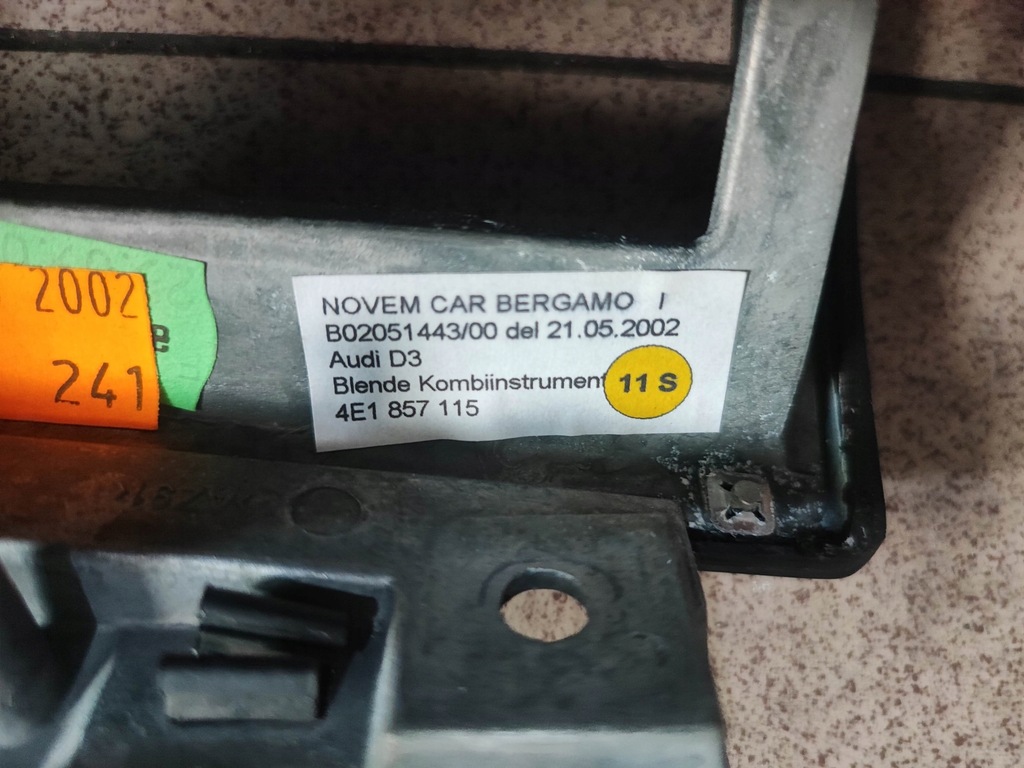 NOVEM CAR BERGAMO I
B02051443/00 del 21.05.2002
Audi D3
Blende Kombiinstrument
11 S
4E1 857 115
2002
241
e